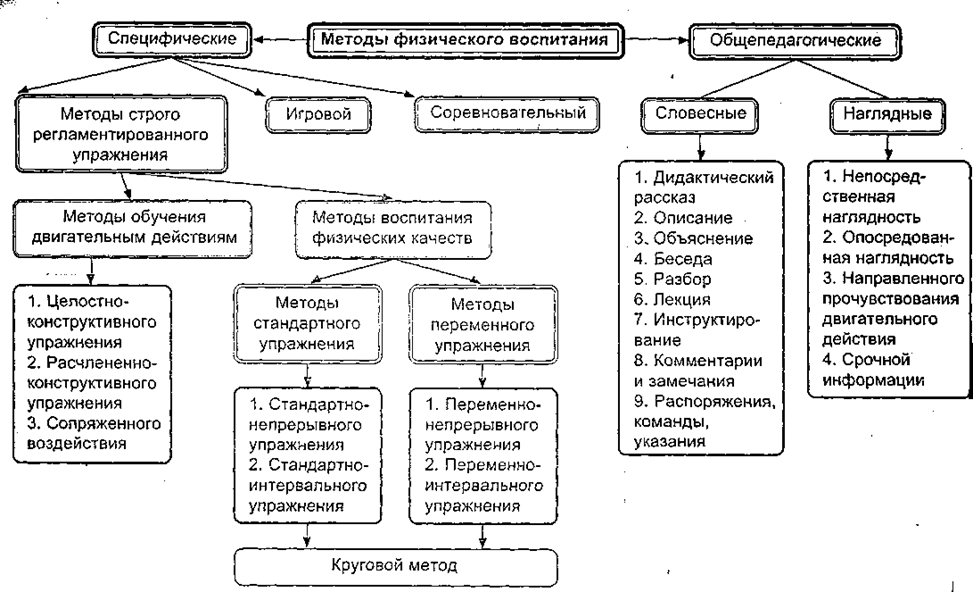 Специфические
Методы физического воспитания
Общепедагогические
Методы строго
регламентированного
упражнения
Игровой
Соревновательный
Словесные
Наглядные
Методы обучения
двигательным действиям
Методы воспитания
физических качеств
1. Целостно-
конструктивного
упражнения
2. Расчлененно-
конструктивного
упражнения
3. Сопряженного
воздействия
Методы
стандартного
упражнения
Методы
переменного
упражнения
1. Стандартно-
непрерывного
упражнения
2. Стандартно-
интервального
упражнения
1. Переменно-
непрерывного
упражнения
2. Переменно-
интервального
упражнения
Круговой метод
1. Дидактический
рассказ
2. Описание
3. Объяснение
4. Беседа
5. Разбор
6. Лекция
7. Инструктиро-
вание
8. Комментарии
и замечания
9. Распоряжения,
команды,
указания
1. Непосред-
ственная
наглядность
2. Опосредован-
ная наглядность
3. Направленного
прочувствования
двигательного
действия
4. Срочной
информации